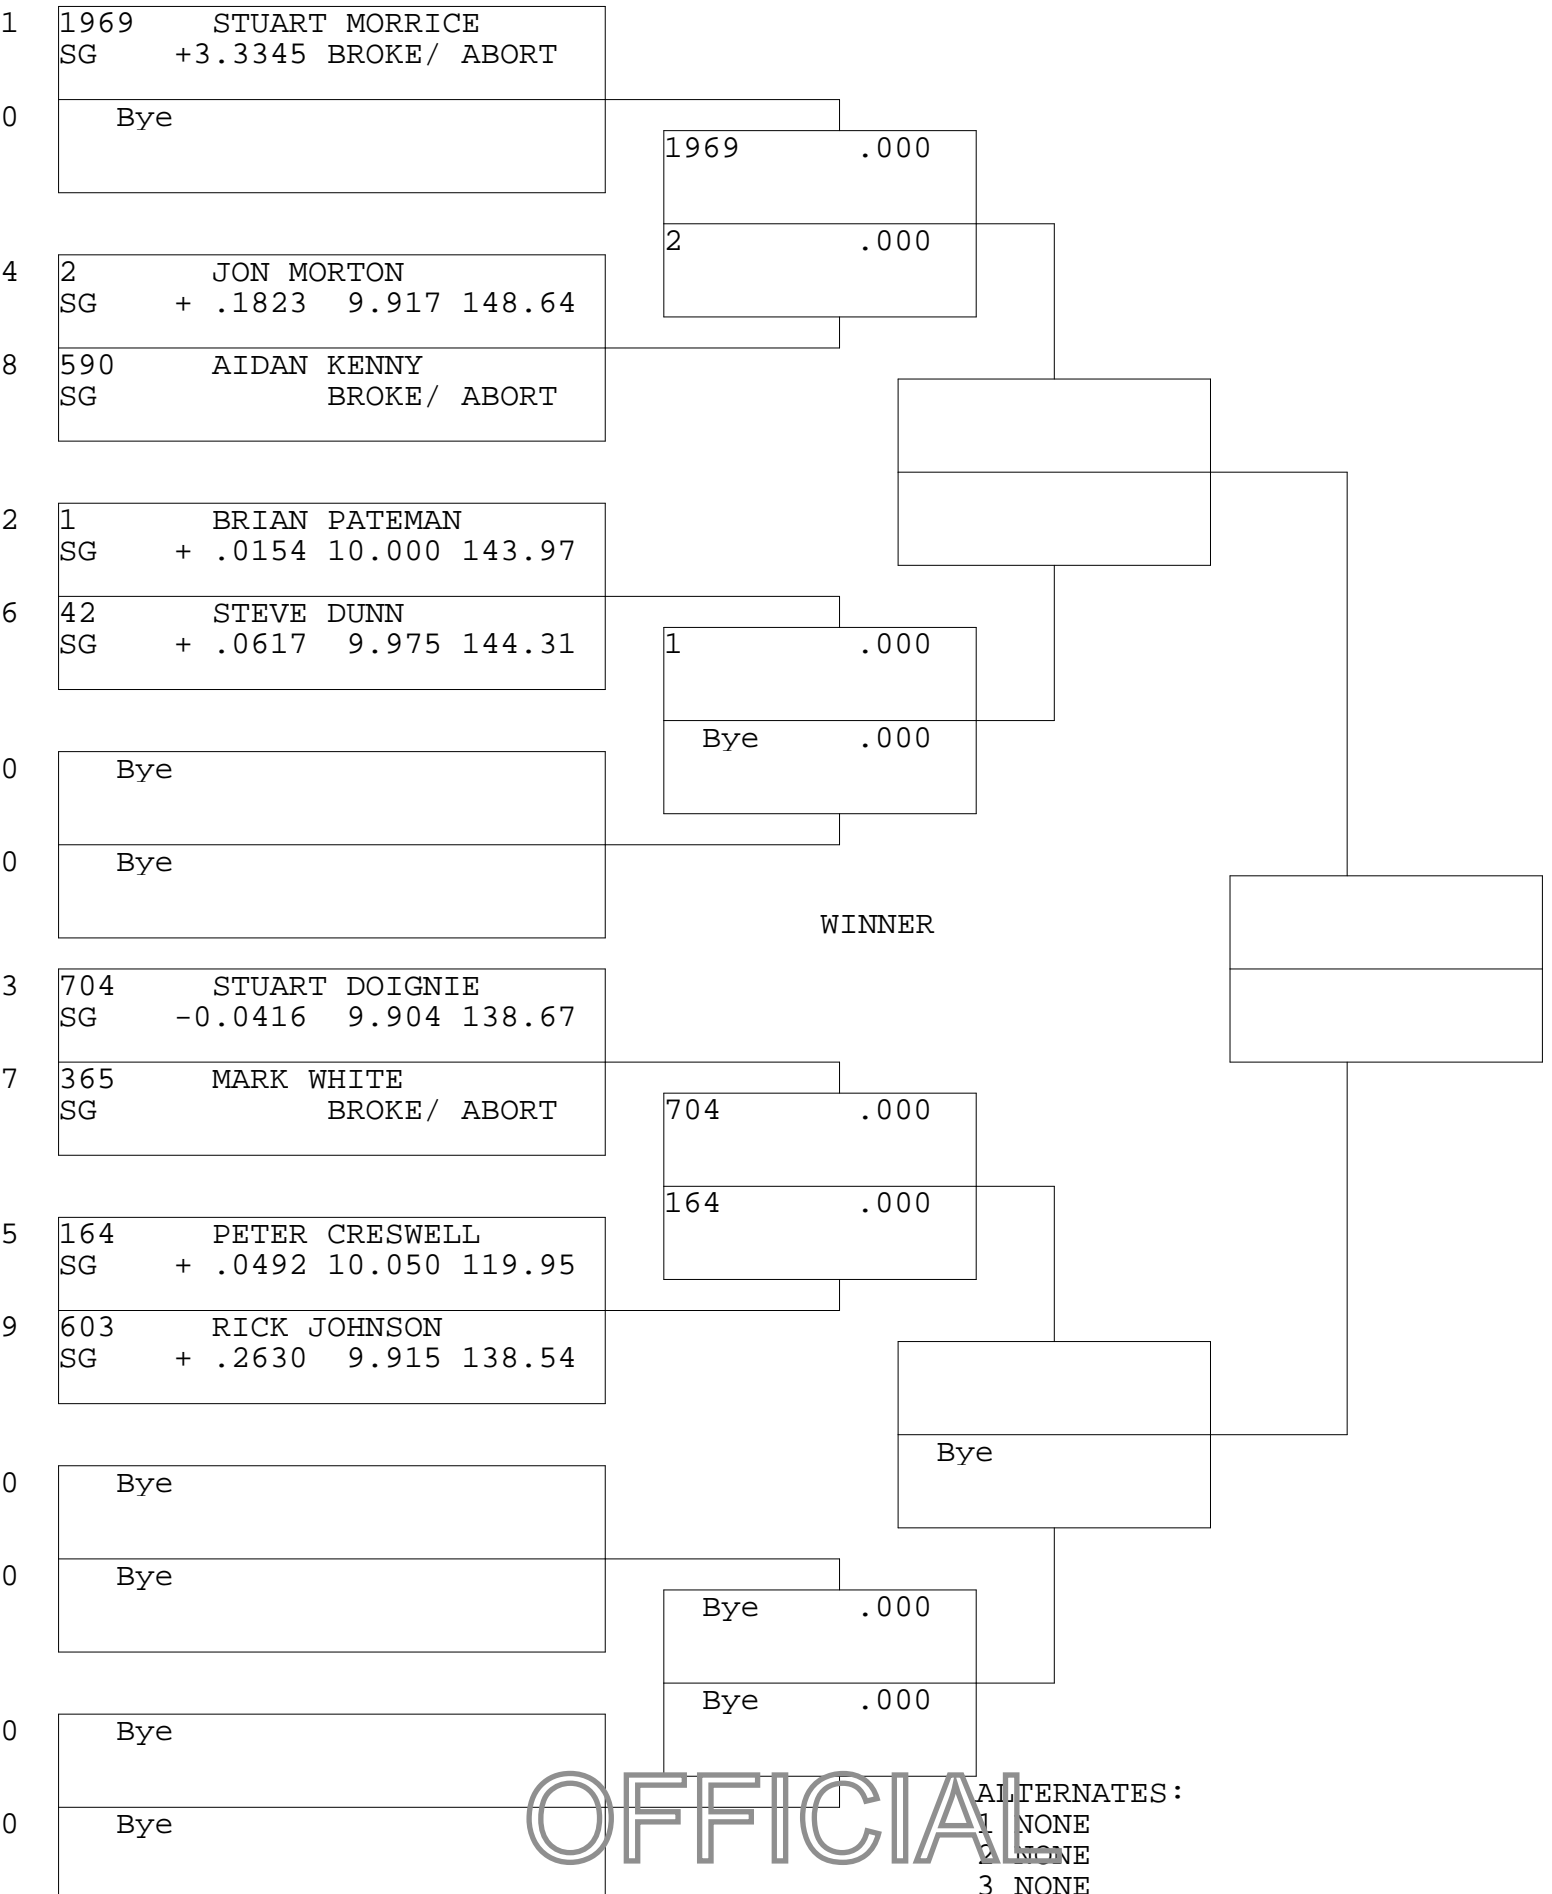 1 1969 STUART MORRICE
SG +3.3345 BROKE/ ABORT
0 Bye
1969 .000
2 .000
4 2 JON MORTON
SG + .1823 9.917 148.64
8 590 AIDAN KENNY
SG BROKE/ ABORT
2 1 BRIAN PATEMAN
SG + .0154 10.000 143.97
6 42 STEVE DUNN
SG + .0617 9.975 144.31
1 .000
Bye .000
0 Bye
0 Bye
WINNER
3 704 STUART DOIGNIE
SG -0.0416 9.904 138.67
7 365 MARK WHITE
SG BROKE/ ABORT
704 .000
164 .000
5 164 PETER CRESWELL
SG + .0492 10.050 119.95
9 603 RICK JOHNSON
SG + .2630 9.915 138.54
Bye
0 Bye
0 Bye
Bye .000
Bye .000
0 Bye
0 Bye
OFFICIAL
ALTERNATES:
1 NONE
2 NONE
3 NONE